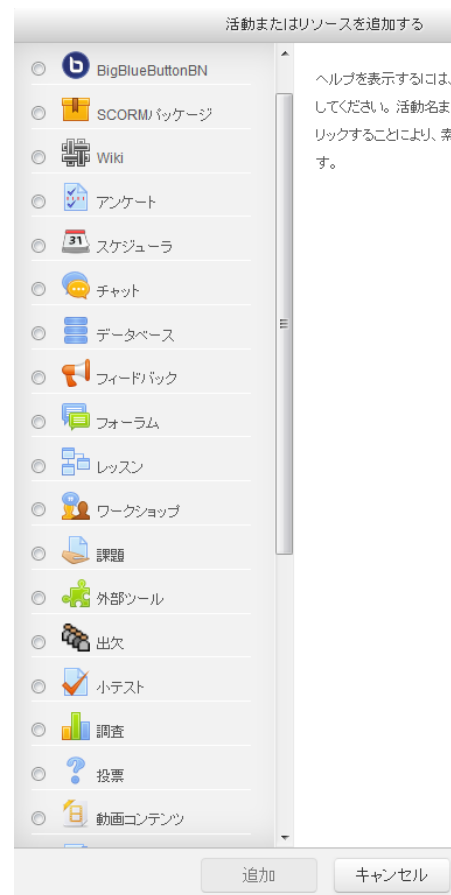 活動またはリソースを追加する
BigBlueButtonBN
SCORMパッケージ
Wiki
アンケート
31
スケジューラ
チャット
データベース
フィードバック
フォーラム
レッスン
ワークショップ
課題
外部ツール
出欠
小テスト
調査
投票
動画コンテンツ
ヘルプを表示するには、
してください。活動名ま
リックすることにより、素
す。
追加
キャンセル